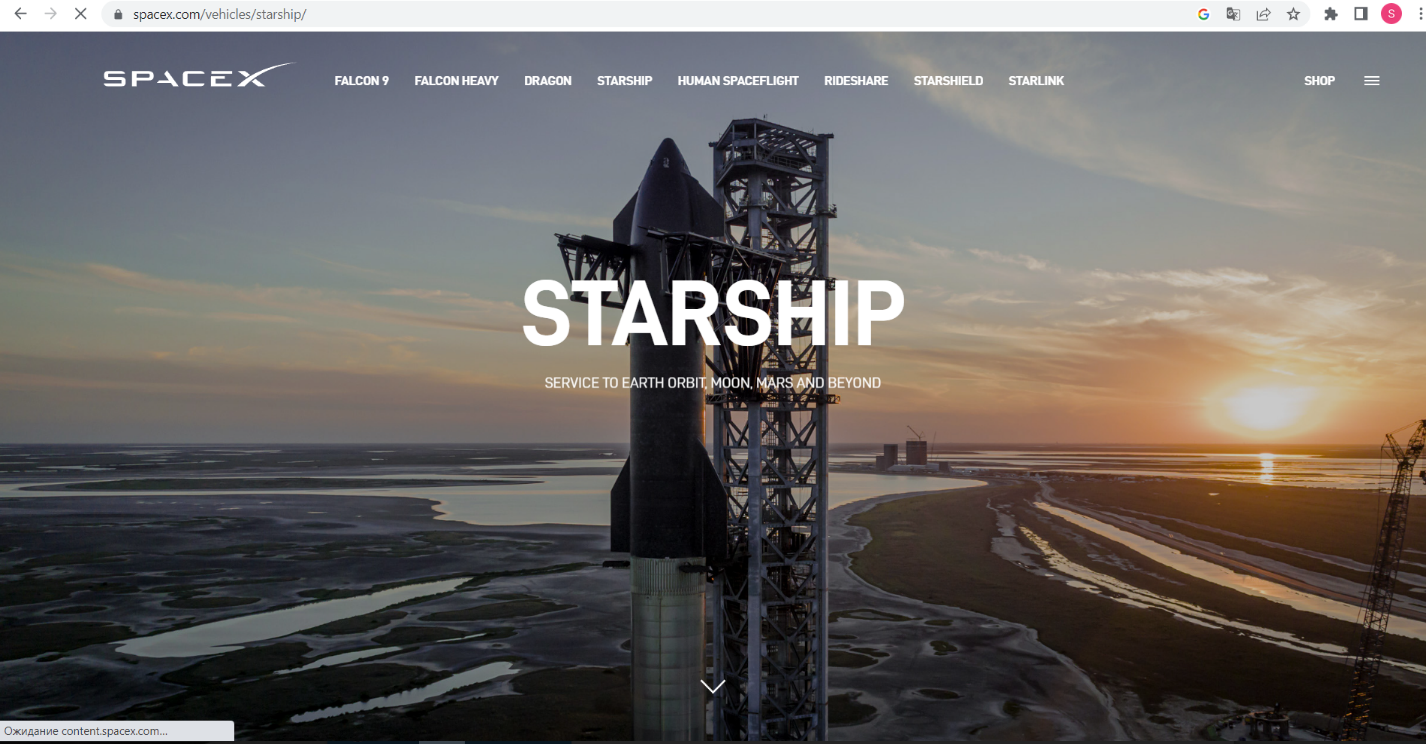 spacex.com/vehicles/starship/
S
SPACEX
FALCON 9 FALCON HEAVY DRAGON STARSHIP HUMAN SPACEFLIGHT RIDESHARE STARSHIELD STARLINK SHOP
STARSHIP
SERVICE TO EARTH ORBIT, MOON, MARS AND BEYOND
Ожидание content.spacex.com...